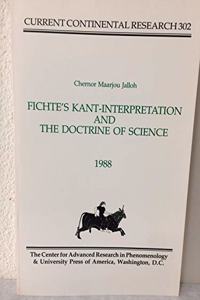 CURRENT CONTINENTAL RESEARCH 302
Chernor Maarjou Jalloh
FICHTE'S KANT-INTERPRETATION
AND
THE DOCTRINE OF SCIENCE
1988
The Center for Advanced Research in Phenomenology
& University Press of America, Washington, D.C.